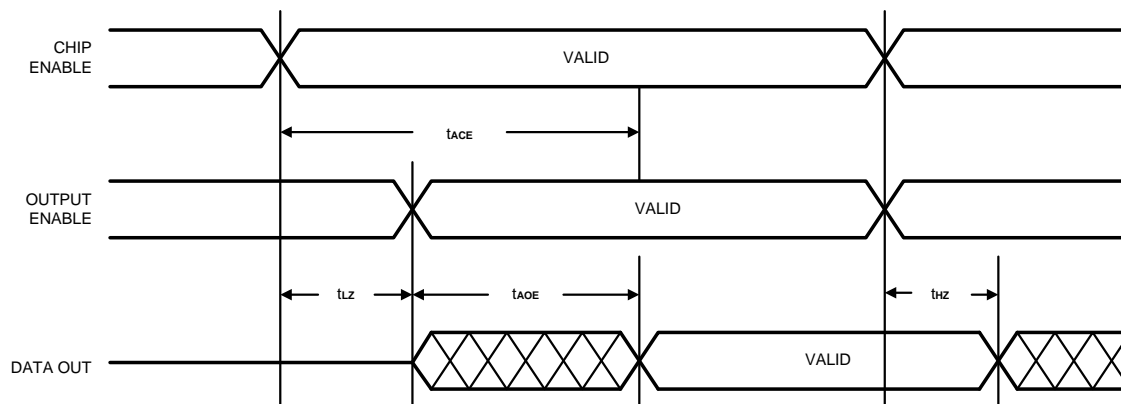 CHIP
ENABLE
VALID
tACE
OUTPUT
ENABLE
VALID
tLZ
tAOE
tHZ
DATA OUT
VALID